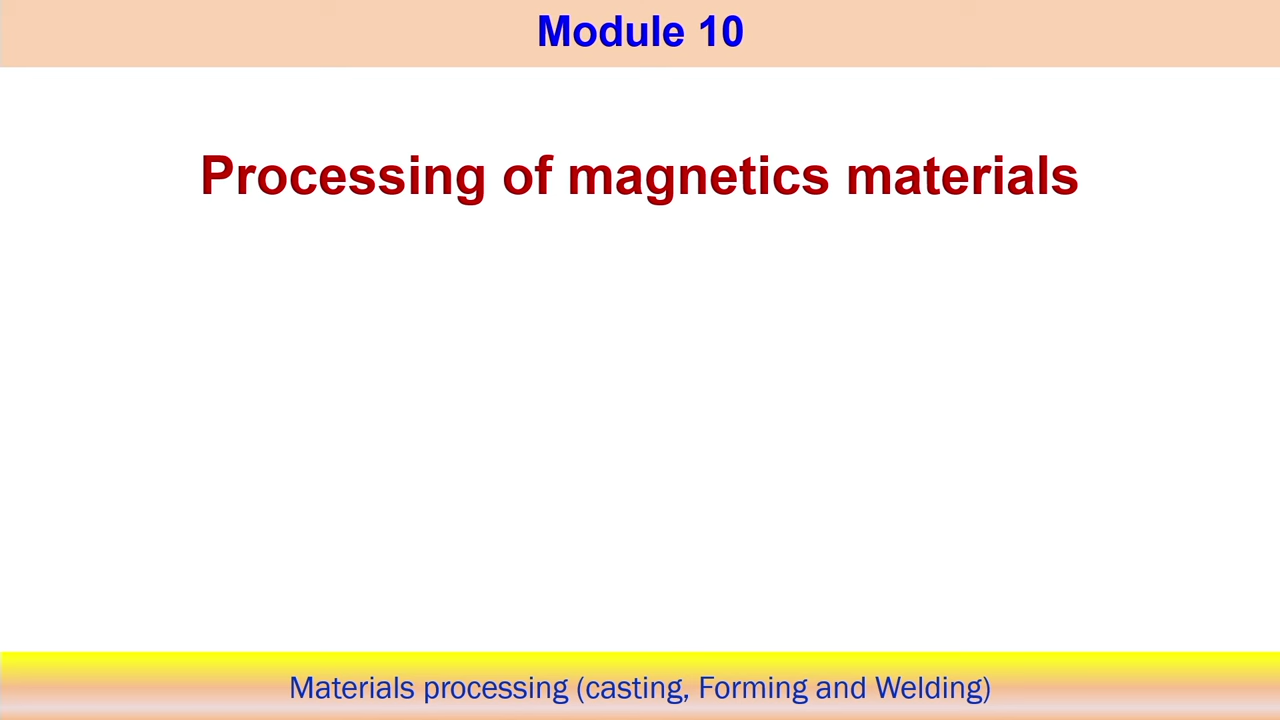 Module 10
Processing of magnetics materials
Materials processing (casting, Forming and Welding)